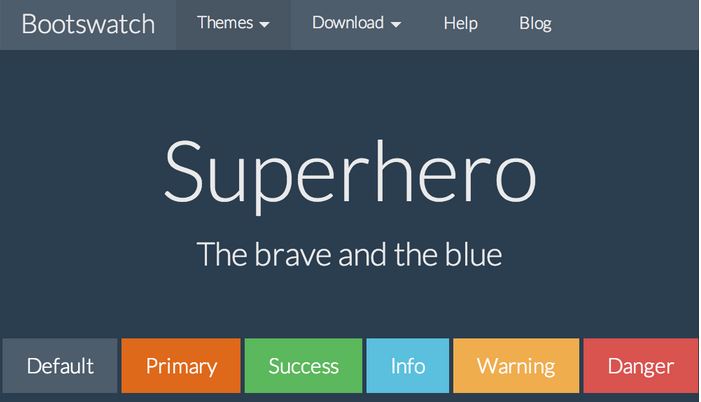 Bootswatch Themes Download Help Blog
Superhero
The brave and the blue
Default Primary Success Info Warning Danger